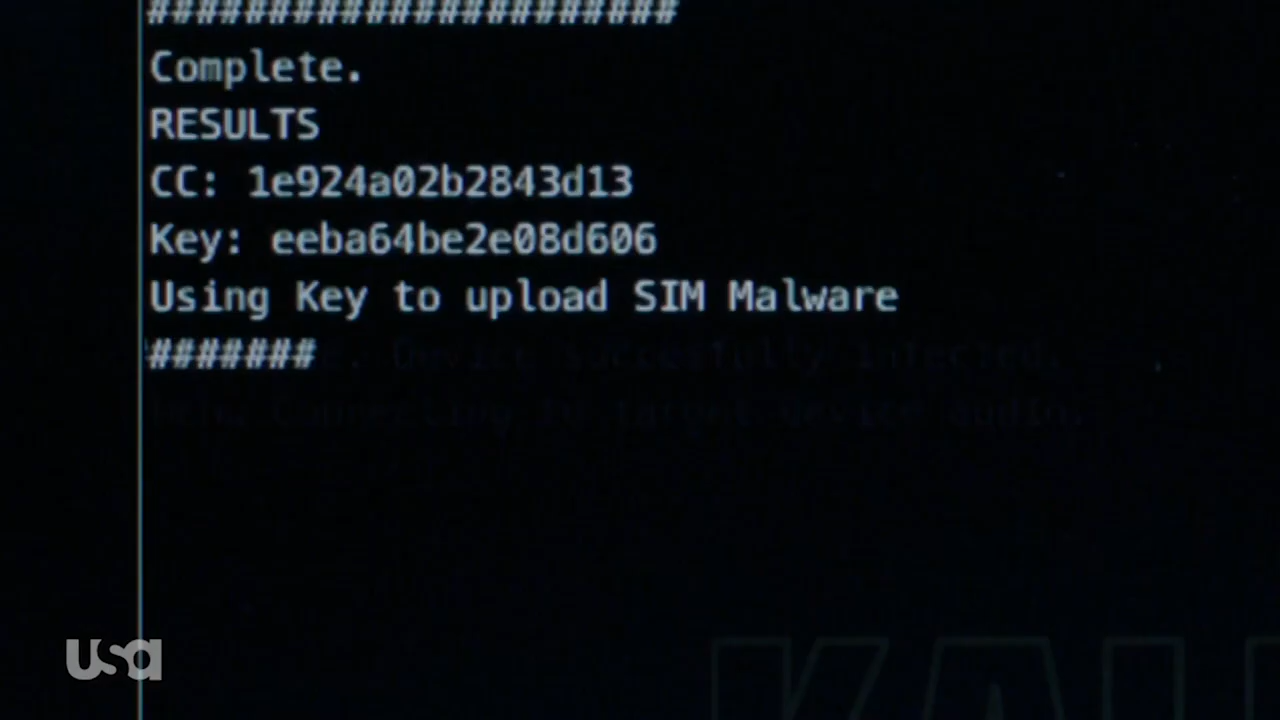 ######################
Complete.
RESULTS
CC: 1e924a02b2843d13
Key: eeba64be2e08d606
Using Key to upload SIM Malware
#######
usa